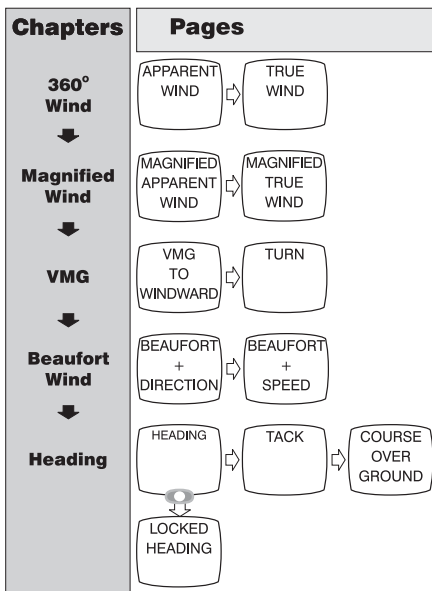 Chapters
Pages
360°
Wind
APPARENT
WIND
TRUE
WIND
Magnified
Wind
MAGNIFIED
APPARENT
WIND
MAGNIFIED
TRUE
WIND
VMG
VMG
TO
WINDWARD
TURN
Beaufort
Wind
BEAUFORT
+
DIRECTION
BEAUFORT
+
SPEED
Heading
HEADING
TACK
COURSE
OVER
GROUND
LOCKED
HEADING